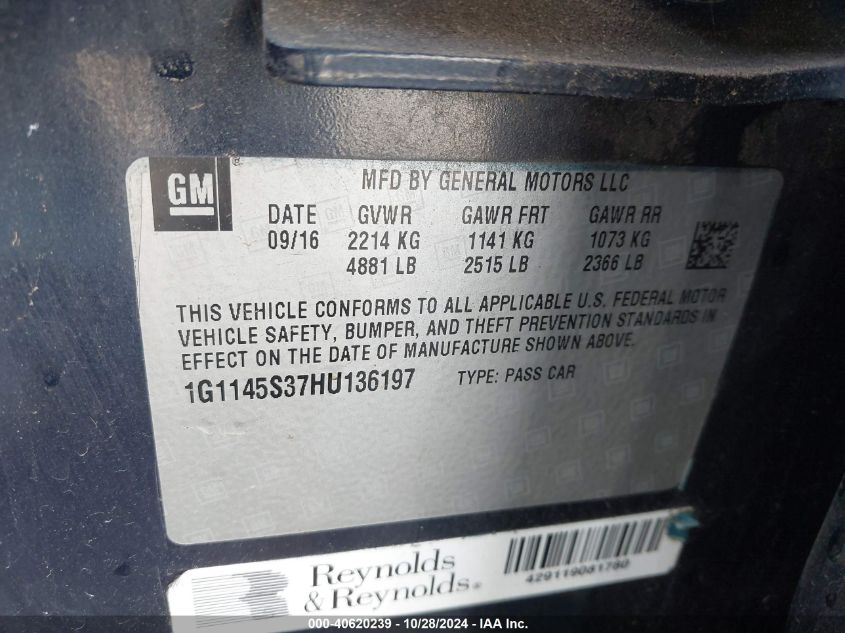 GM
MFD BY GENERAL MOTORS LLC
DATE GVWR GAWR FRT GAWR RR
09/16 2214 KG 1141 KG 1073 KG
4881 LB 2515 LB 2366 LB
THIS VEHICLE CONFORMS TO ALL APPLICABLE U.S. FEDERAL MOTOR
VEHICLE SAFETY, BUMPER, AND THEFT PREVENTION STANDARDS IN
EFFECT ON THE DATE OF MANUFACTURE SHOWN ABOVE.
1G1145S37HU136197 TYPE: PASS CAR
Reynolds
& Reynolds®
429119081780
000-40620239 - 10/28/2024 - IAA Inc.